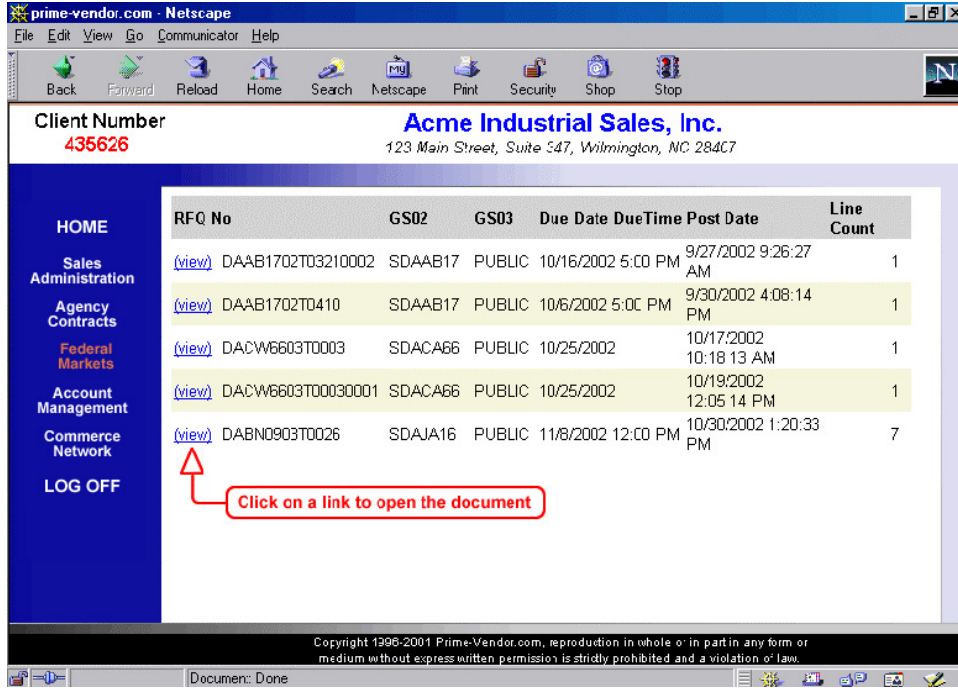 prime-vendor.com - Netscape
File Edit View Go Communicator Help
Back Forward Reload Home Search Netscape Print Security Shop Stop
My
N
Client Number
435626
Acme Industrial Sales, Inc.
123 Main Street, Suite 347, Wilmington, NC 28407
HOME
Sales
Administration
Agency
Contracts
Federal
Markets
Account
Management
Commerce
Network
LOG OFF
RFQ No GS02 GS03 Due Date DueTime Post Date Line
Count
(view) DAAB1702T03210002 SDAAB17 PUBLIC 10/16/2002 5:00 PM 9/27/2002 9:26:27
AM 1
(view) DAAB1702T0410 SDAAB17 PUBLIC 10/6/2002 5:00 PM 9/30/2002 4:08:14
PM 1
(view) DACW6603T0003 SDACA66 PUBLIC 10/25/2002 10/17/2002
10:18:13 AM 1
(view) DACW6603T00030001 SDACA66 PUBLIC 10/25/2002 10/19/2002
12:05:14 PM 1
(view) DABN0903T0026 SDAJA16 PUBLIC 11/8/2002 12:00 PM 10/30/2002 1:20:33
PM 7
Click on a link to open the document
Copyright 1996-2001 Prime-Vendor.com, reproduction in whole or in part in any form or
medium without express written permission is strictly prohibited and a violation of law.
Document: Done